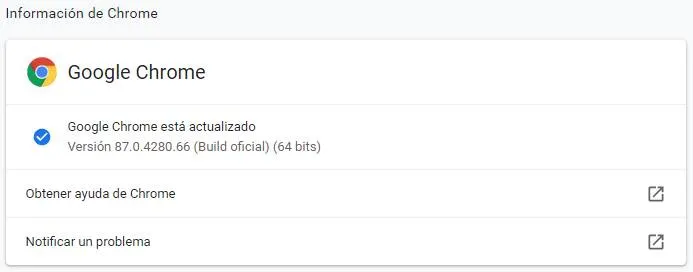 Información de Chrome
Google Chrome
Google Chrome está actualizado
Versión 87.0.4280.66 (Build oficial) (64 bits)
Obtener ayuda de Chrome
Notificar un problema